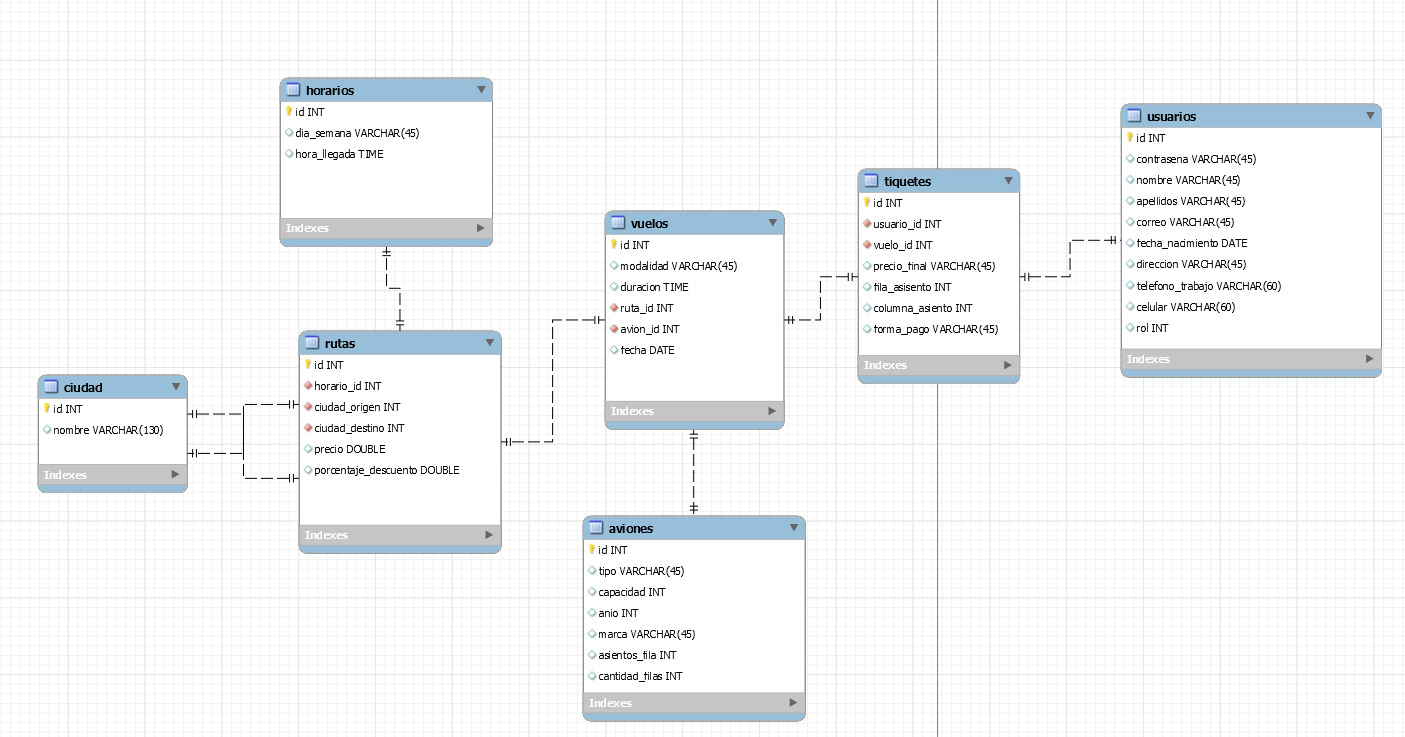 horarios
id INT
dia_semana VARCHAR(45)
hora_llegada TIME
Indexes
usuarios
id INT
contrasena VARCHAR(45)
nombre VARCHAR(45)
apellidos VARCHAR(45)
correo VARCHAR(45)
fecha_nacimiento DATE
direccion VARCHAR(45)
telefono_trabajo VARCHAR(60)
celular VARCHAR(60)
rol INT
Indexes
tiquetes
id INT
usuario_id INT
vuelo_id INT
precio_final VARCHAR(45)
fila_asisento INT
columna_asiento INT
forma_pago VARCHAR(45)
Indexes
vuelos
id INT
modalidad VARCHAR(45)
duracion TIME
ruta_id INT
avion_id INT
fecha DATE
Indexes
rutas
id INT
horario_id INT
ciudad_origen INT
ciudad_destino INT
precio DOUBLE
porcentaje_descuento DOUBLE
Indexes
ciudad
id INT
nombre VARCHAR(130)
Indexes
aviones
id INT
tipo VARCHAR(45)
capacidad INT
anio INT
marca VARCHAR(45)
asientos_fila INT
cantidad_filas INT
Indexes